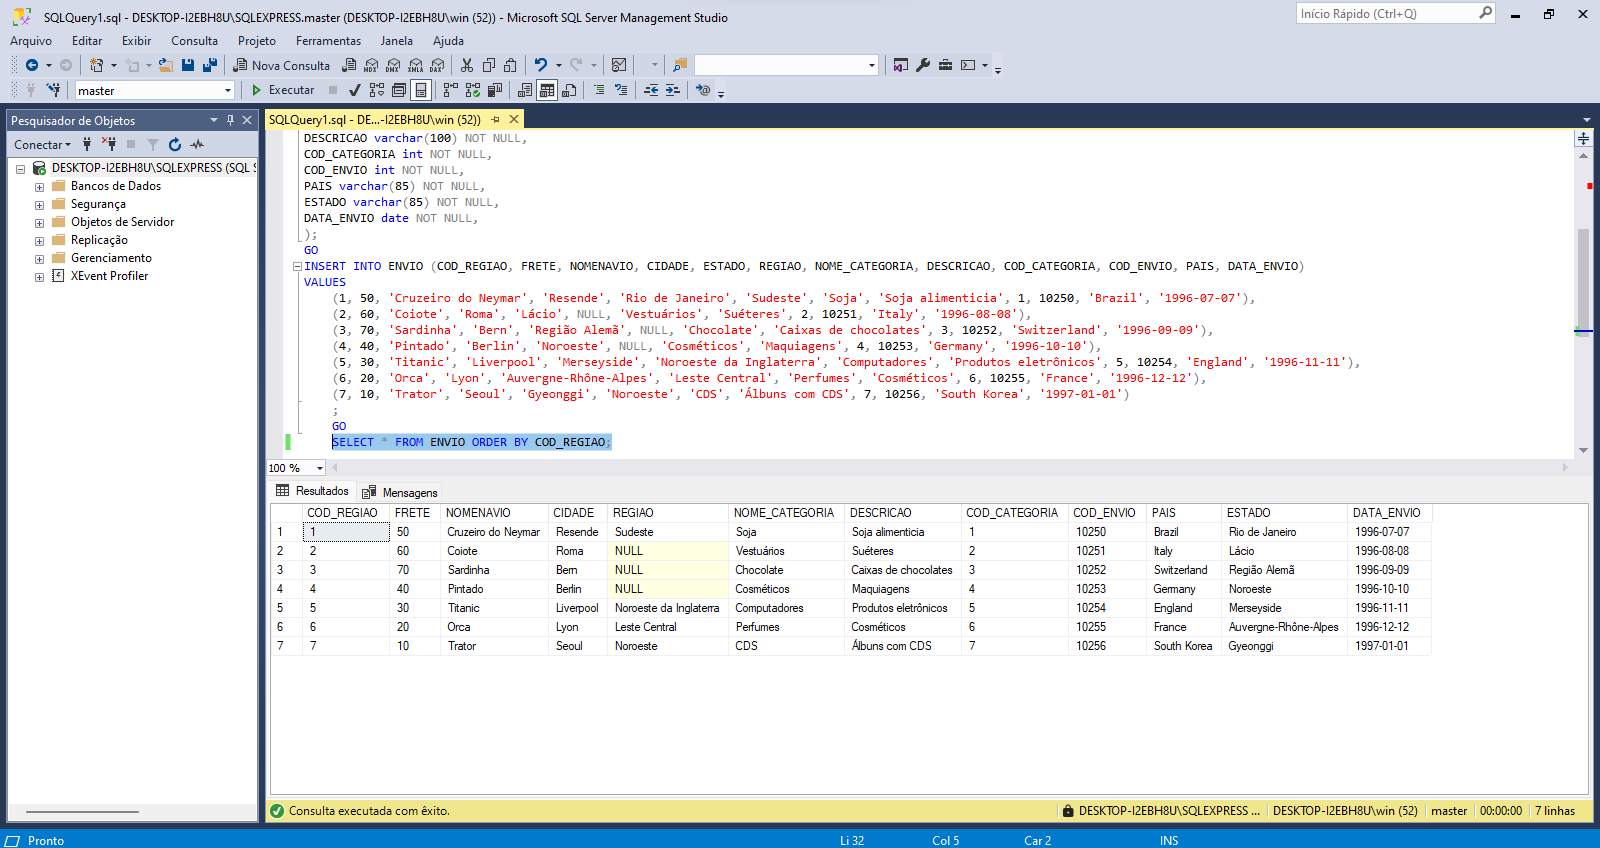 SQLQuery1.sql - DESKTOP-I2EBH8U\SQLEXPRESS.master (DESKTOP-I2EBH8U\win (52)) - Microsoft SQL Server Management Studio
Início Rápido (Ctrl+Q)
Arquivo Editar Exibir Consulta Projeto Ferramentas Janela Ajuda
Nova Consulta MDX DMX XMLA DAX
master Executar
Pesquisador de Objetos
Conectar
DESKTOP-I2EBH8U\SQLEXPRESS (SQL S
Bancos de Dados
Segurança
Objetos de Servidor
Replicação
Gerenciamento
XEvent Profiler
SQLQuery1.sql - DE...-I2EBH8U\win (52))
DESCRICAO varchar(100) NOT NULL,
COD_CATEGORIA int NOT NULL,
COD_ENVIO int NOT NULL,
PAIS varchar(85) NOT NULL,
ESTADO varchar(85) NOT NULL,
DATA_ENVIO date NOT NULL,
);
GO
INSERT INTO ENVIO (COD_REGIAO, FRETE, NOMENAVIO, CIDADE, ESTADO, REGIAO, NOME_CATEGORIA, DESCRICAO, COD_CATEGORIA, COD_ENVIO, PAIS, DATA_ENVIO)
VALUES
(1, 50, 'Cruzeiro do Neymar', 'Resende', 'Rio de Janeiro', 'Sudeste', 'Soja', 'Soja alimenticia', 1, 10250, 'Brazil', '1996-07-07'),
(2, 60, 'Coiote', 'Roma', 'Lácio', NULL, 'Vestuários', 'Suéteres', 2, 10251, 'Italy', '1996-08-08'),
(3, 70, 'Sardinha', 'Bern', 'Região Alemã', NULL, 'Chocolate', 'Caixas de chocolates', 3, 10252, 'Switzerland', '1996-09-09'),
(4, 40, 'Pintado', 'Berlin', 'Noroeste', NULL, 'Cosméticos', 'Maquiagens', 4, 10253, 'Germany', '1996-10-10'),
(5, 30, 'Titanic', 'Liverpool', 'Merseyside', 'Noroeste da Inglaterra', 'Computadores', 'Produtos eletrônicos', 5, 10254, 'England', '1996-11-11'),
(6, 20, 'Orca', 'Lyon', 'Auvergne-Rhône-Alpes', 'Leste Central', 'Perfumes', 'Cosméticos', 6, 10255, 'France', '1996-12-12'),
(7, 10, 'Trator', 'Seoul', 'Gyeonggi', 'Noroeste', 'CDS', 'Álbuns com CDS', 7, 10256, 'South Korea', '1997-01-01')
;
GO
SELECT * FROM ENVIO ORDER BY COD_REGIAO;
100 %
Resultados Mensagens
COD_REGIAO FRETE NOMENAVIO CIDADE REGIAO NOME_CATEGORIA DESCRICAO COD_CATEGORIA COD_ENVIO PAIS ESTADO DATA_ENVIO
1 1 50 Cruzeiro do Neymar Resende Sudeste Soja Soja alimenticia 1 10250 Brazil Rio de Janeiro 1996-07-07
2 2 60 Coiote Roma NULL Vestuários Suéteres 2 10251 Italy Lácio 1996-08-08
3 3 70 Sardinha Bern NULL Chocolate Caixas de chocolates 3 10252 Switzerland Região Alemã 1996-09-09
4 4 40 Pintado Berlin NULL Cosméticos Maquiagens 4 10253 Germany Noroeste 1996-10-10
5 5 30 Titanic Liverpool Noroeste da Inglaterra Computadores Produtos eletrônicos 5 10254 England Merseyside 1996-11-11
6 6 20 Orca Lyon Leste Central Perfumes Cosméticos 6 10255 France Auvergne-Rhône-Alpes 1996-12-12
7 7 10 Trator Seoul Noroeste CDS Álbuns com CDS 7 10256 South Korea Gyeonggi 1997-01-01
Consulta executada com êxito.
DESKTOP-I2EBH8U\SQLEXPRESS ... DESKTOP-I2EBH8U\win (52) master 00:00:00 7 linhas
Pronto Li 32 Col 5 Car 2 INS